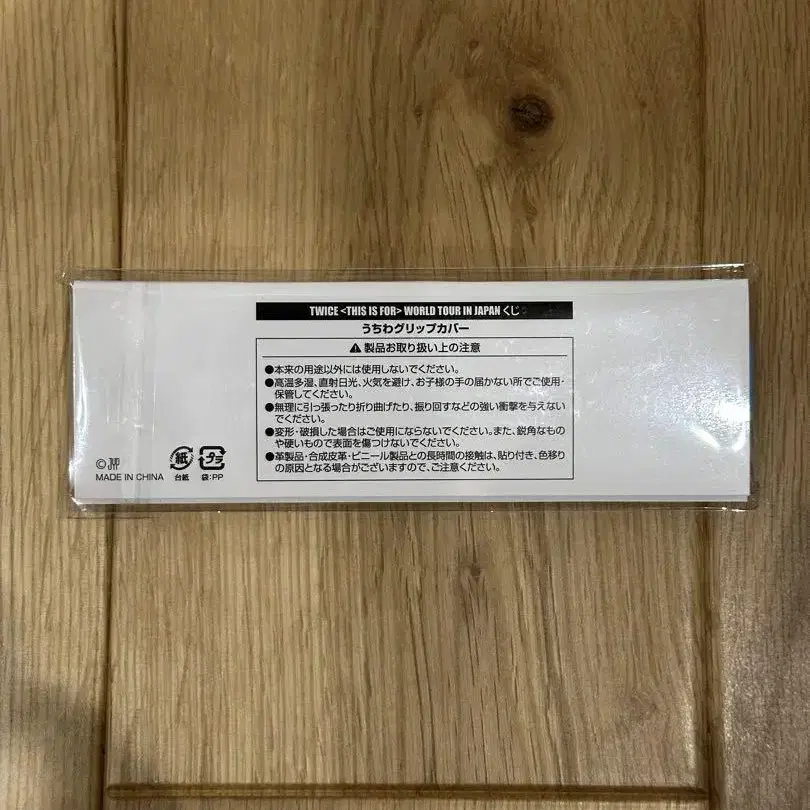 TWICE <THIS IS FOR> WORLD TOUR IN JAPAN くじ
うちわグリップカバー
⚠製品お取り扱い上の注意
●本来の用途以外には使用しないでください。
●高温多湿、直射日光、火気を避け、お子様の手の届かない所でご使用・
保管してください。
●無理に引っ張ったり折り曲げたり、振り回すなどの強い衝撃を与えない
でください。
●変形・破損した場合はご使用にならないでください。また、鋭角なもの
や硬いもので表面を傷つけないでください。
●革製品・合成皮革・ビニール製品との長時間の接触は、貼り付き、色移り
の原因となる場合がございますので、ご注意ください。
©JYP
MADE IN CHINA
紙
台紙
プラ
袋:PP